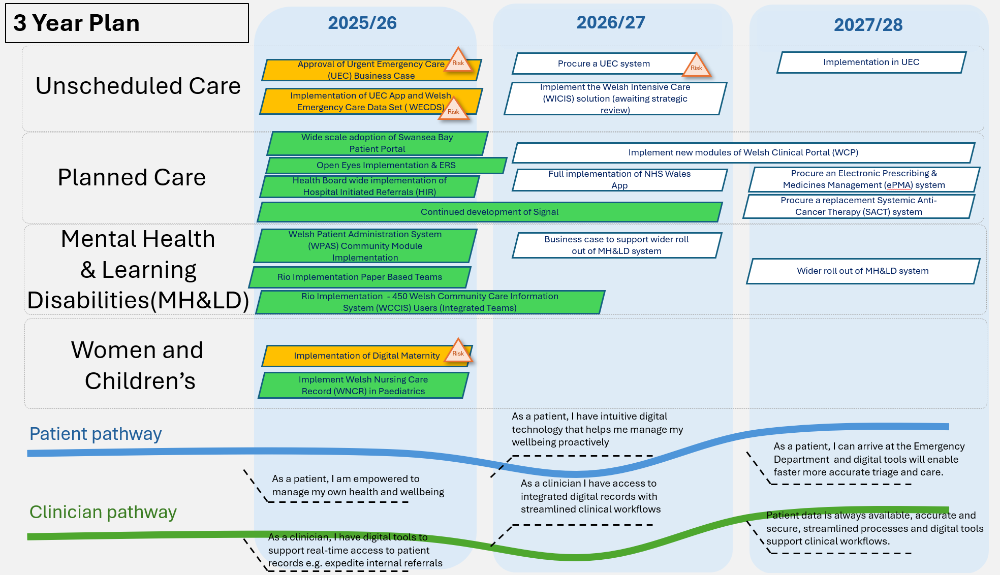 3 Year Plan
2025/26
2026/27
2027/28
Unscheduled Care
Approval of Urgent Emergency Care
(UEC) Business Case
Risk
Implementation of UEC App and Welsh
Emergency Care Data Set ( WECDS)
Risk
Procure a UEC system
Risk
Implement the Welsh Intensive Care
(WICIS) solution (awaiting strategic
review)
Implementation in UEC
Planned Care
Wide scale adoption of Swansea Bay
Patient Portal
Open Eyes Implementation & ERS
Health Board wide implementation of
Hospital Initiated Referrals (HIR)
Continued development of Signal
Implement new modules of Welsh Clinical Portal (WCP)
Full implementation of NHS Wales
App
Procure an Electronic Prescribing &
Medicines Management (ePMA) system
Procure a replacement Systemic Anti-
Cancer Therapy (SACT) system
Mental Health
& Learning
Disabilities(MH&LD)
Welsh Patient Administration System
(WPAS) Community Module
Implementation
Rio Implementation Paper Based Teams
Rio Implementation - 450 Welsh Community Care Information
System (WCCIS) Users (Integrated Teams)
Business case to support wider roll
out of MH&LD system
Wider roll out of MH&LD system
Women and
Children’s
Implementation of Digital Maternity
Risk
Implement Welsh Nursing Care
Record (WNCR) in Paediatrics
Patient pathway
As a patient, I am empowered to
manage my own health and wellbeing
As a patient, I have intuitive digital
technology that helps me manage my
wellbeing proactively
As a patient, I can arrive at the Emergency
Department and digital tools will enable
faster more accurate triage and care.
Clinician pathway
As a clinician, I have digital tools to
support real-time access to patient
records e.g. expedite internal referrals
As a clinician I have access to
integrated digital records with
streamlined clinical workflows
Patient data is always available, accurate and
secure, streamlined processes and digital tools
support clinical workflows.